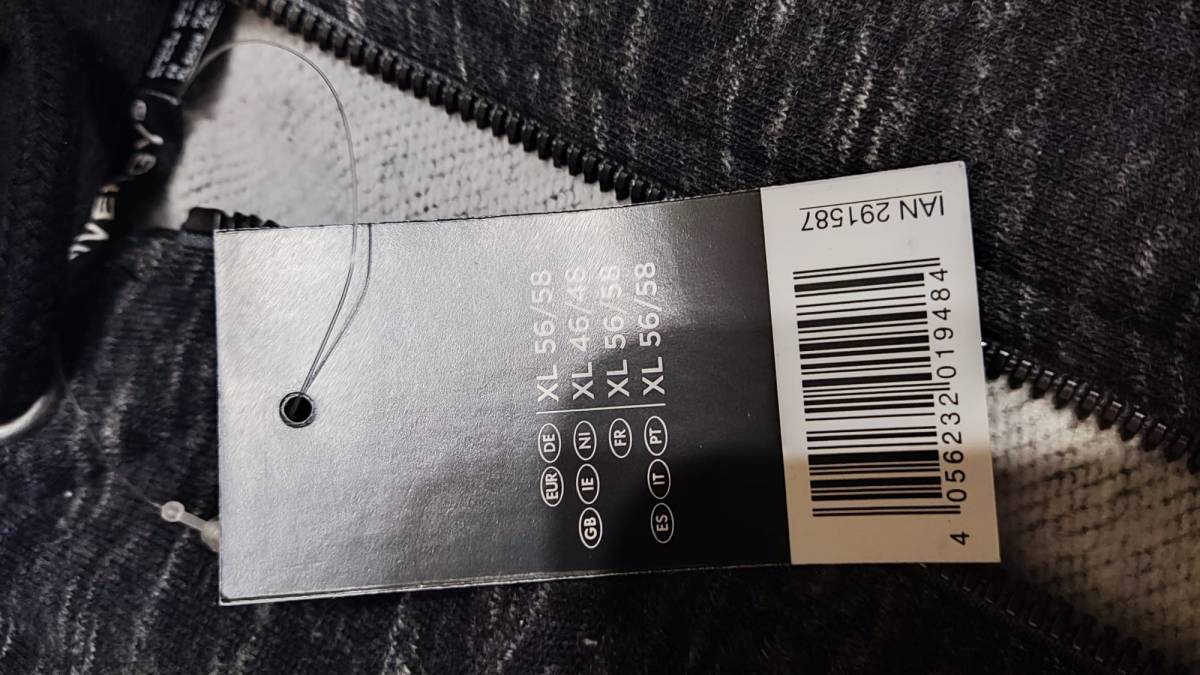 EUR DE XL 56/58
GB IE NI XL 46/48
FR XL 56/58
ES IT PT XL 56/58
IAN 291587
4 056232 019484